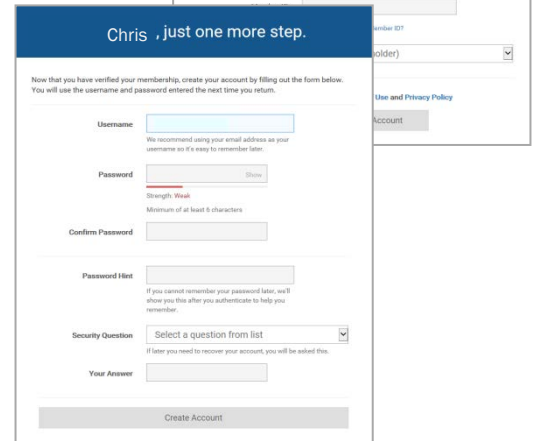 Chris , just one more step.
Now that you have verified your membership, create your account by filling out the form below.
You will use the username and password entered the next time you return.
Username
We recommend using your email address as your
username so it's easy to remember later.
Password
Show
Strength: Weak
Minimum of at least 6 characters
Confirm Password
Password Hint
If you cannot remember your password later, we'll
show you this after you authenticate to help you
remember.
Security Question
Select a question from list
If later you need to recover your account, you will be asked this.
Your Answer
Create Account
ember ID?
older)
Use and Privacy Policy
Account